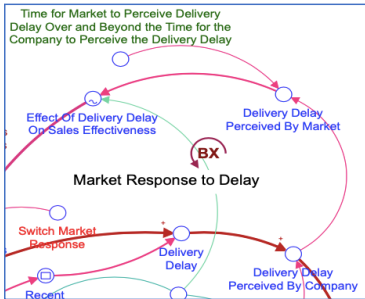 Time for Market to Perceive Delivery
Delay Over and Beyond the Time for the
Company to Perceive the Delivery Delay
Effect Of Delivery Delay
On Sales Effectiveness
Delivery Delay
Perceived By Market
BX
Market Response to Delay
Switch Market
Response
+
Delivery
Delay
+
Delivery Delay
Perceived By Company
Recent